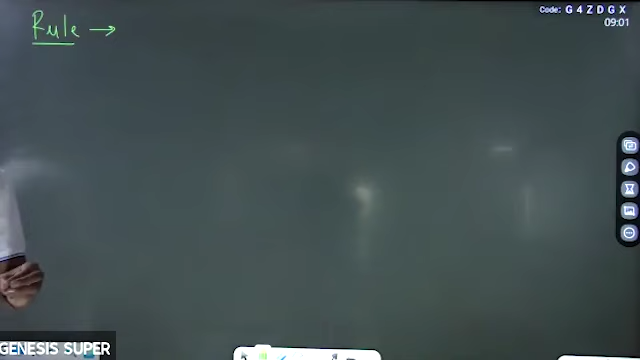 Rule →
Code: G 4 Z D G X
09:01
GENESIS SUPER